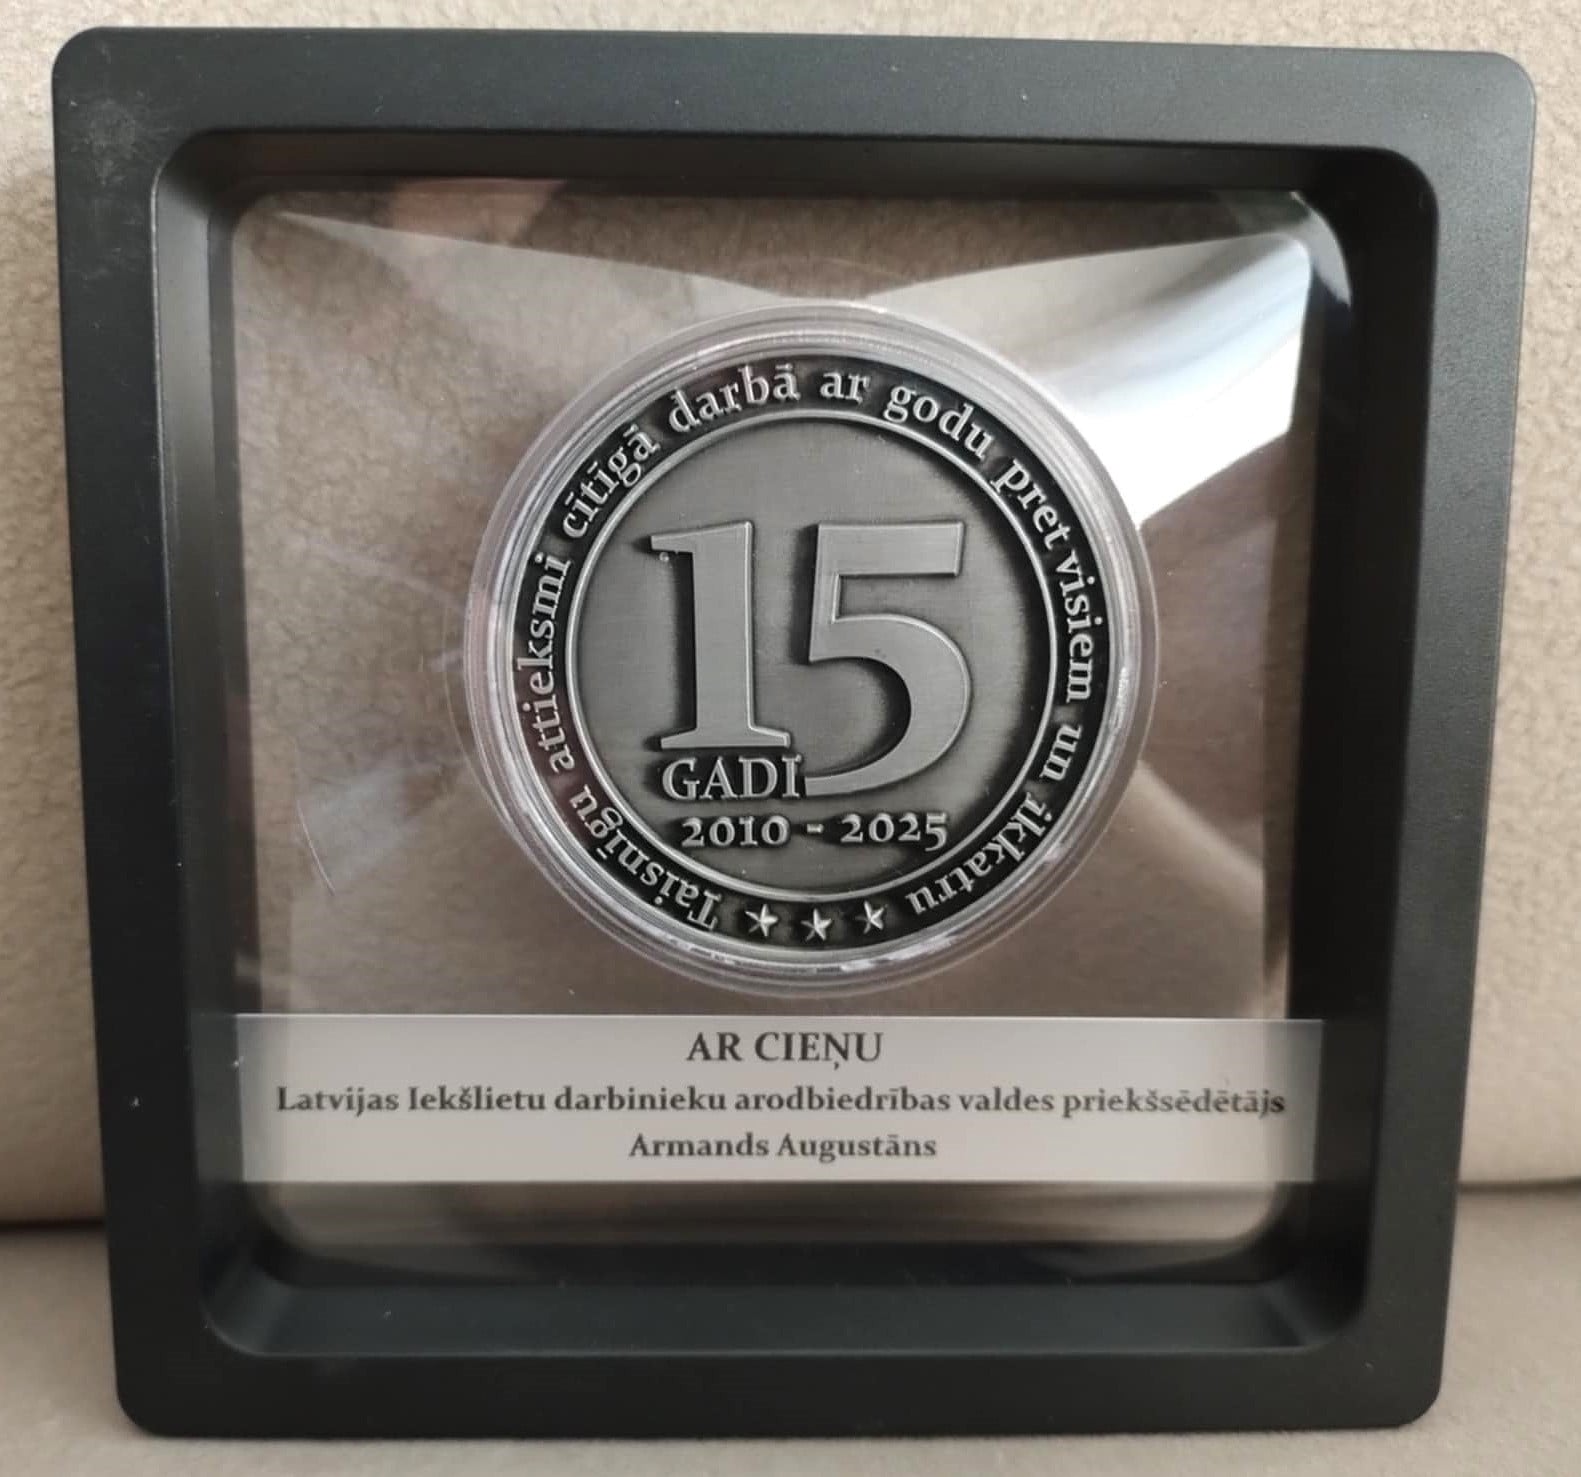 Taisnīgu attieksmi cītīgā darbā ar godu pret visiem un ikkatru
15
GADI
2010 - 2025
AR CIEŅU
Latvijas Iekšlietu darbinieku arodbiedrības valdes priekšsēdētājs
Armands Augustāns